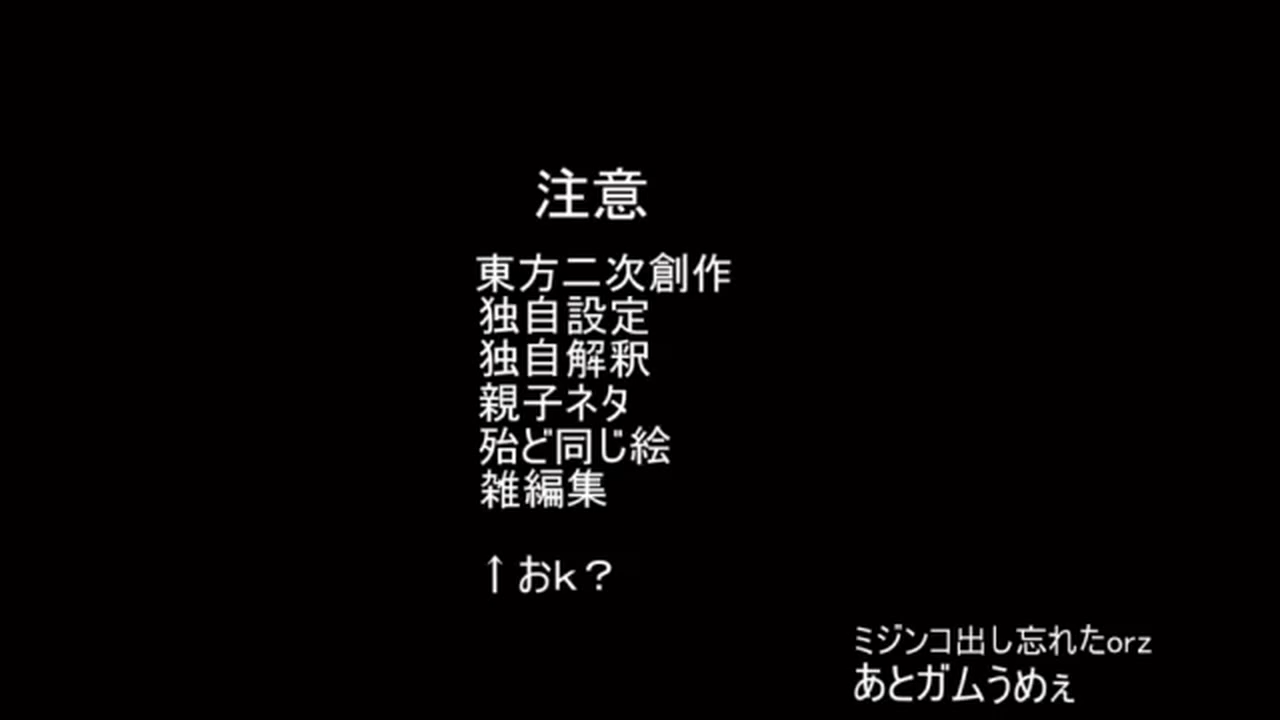 注意
東方二次創作
独自設定
独自解釈
親子ネタ
殆ど同じ絵
雑編集
↑おk？
ミジンコ出し忘れたorz
あとガムうめぇ